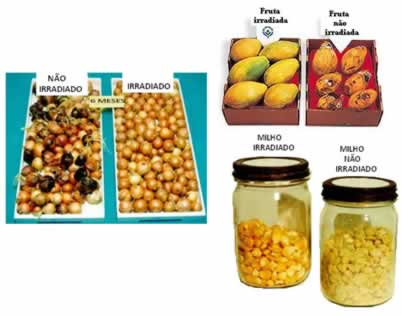 NÃO
IRRADIADO
IRRADIADO
6 MESES
Fruta
irradiada
Fruta
não
irradiada
MILHO
IRRADIADO
MILHO
NÃO
IRRADIADO